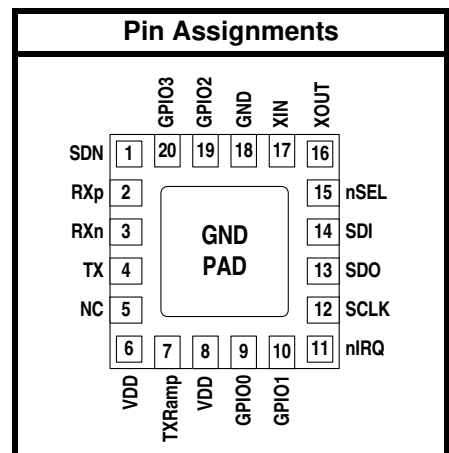 Pin Assignments
GPIO3
GPIO2
GND
XIN
XOUT
SDN 1 20 19 18 17 16
RXp 2 15 nSEL
RXn 3 GND 14 SDI
TX 4 PAD 13 SDO
NC 5 12 SCLK
6 7 8 9 10 11 nIRQ
VDD
TXRamp
VDD
GPIO0
GPIO1